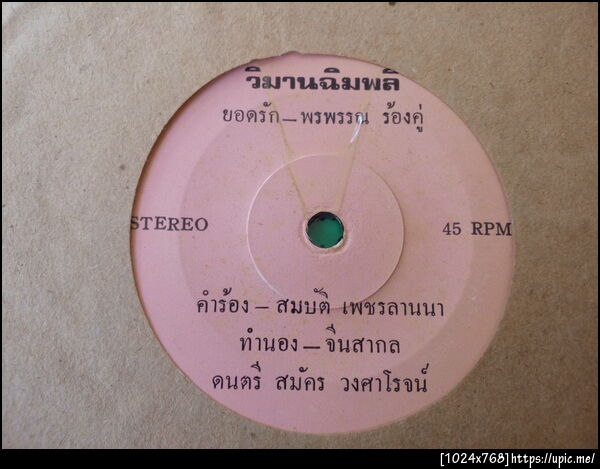 วิมานฉิมพลี
ยอดรัก – พรพรรณ ร้องคู่
STEREO
45 RPM
คำร้อง – สมบัติ เพชรลานนา
ทำนอง – จีนสากล
ดนตรี สมัคร วงศาโรจน์
[1024x768]https://upic.me/